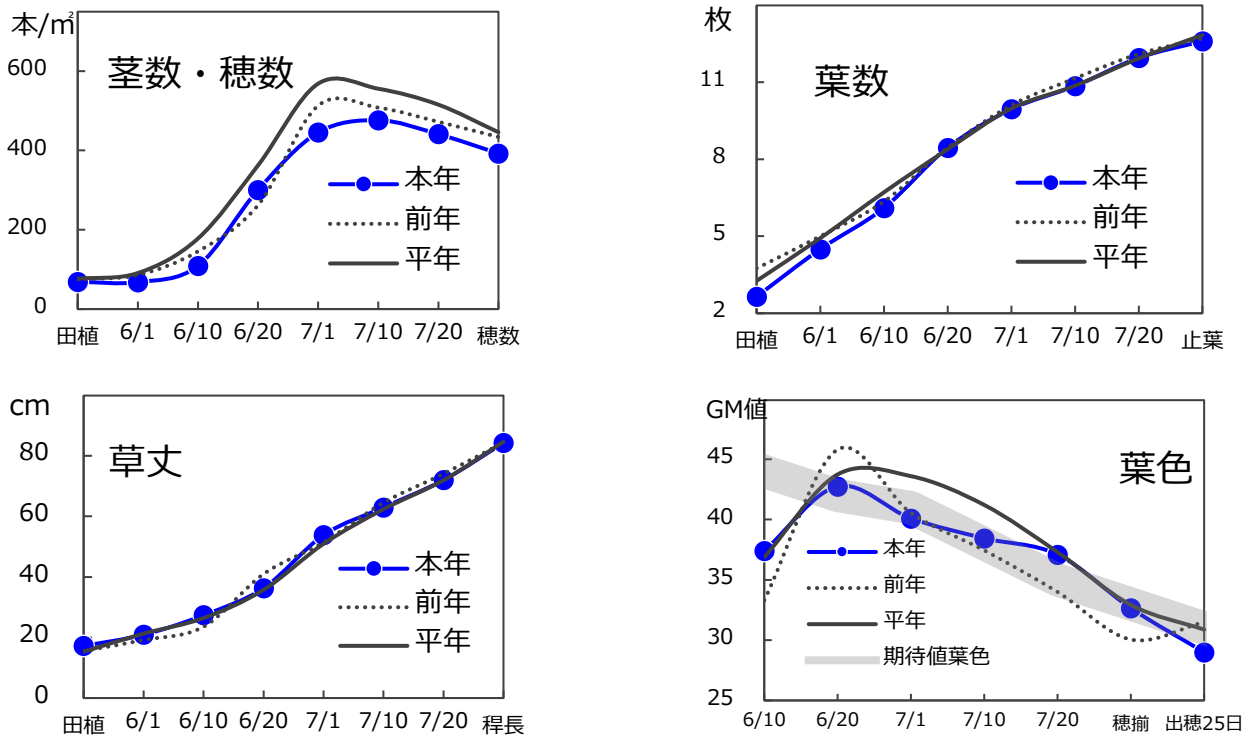 本/㎡
茎数・穂数
600
400
200
0
本年
前年
平年
田植 6/1 6/10 6/20 7/1 7/10 7/20 穂数
枚
葉数
11
8
5
2
本年
前年
平年
田植 6/1 6/10 6/20 7/1 7/10 7/20 止葉
cm
草丈
80
60
40
20
0
本年
前年
平年
田植 6/1 6/10 6/20 7/1 7/10 7/20 稈長
GM値
葉色
45
40
35
30
25
本年
前年
平年
期待値葉色
6/10 6/20 7/1 7/10 7/20 穂揃 出穂25日